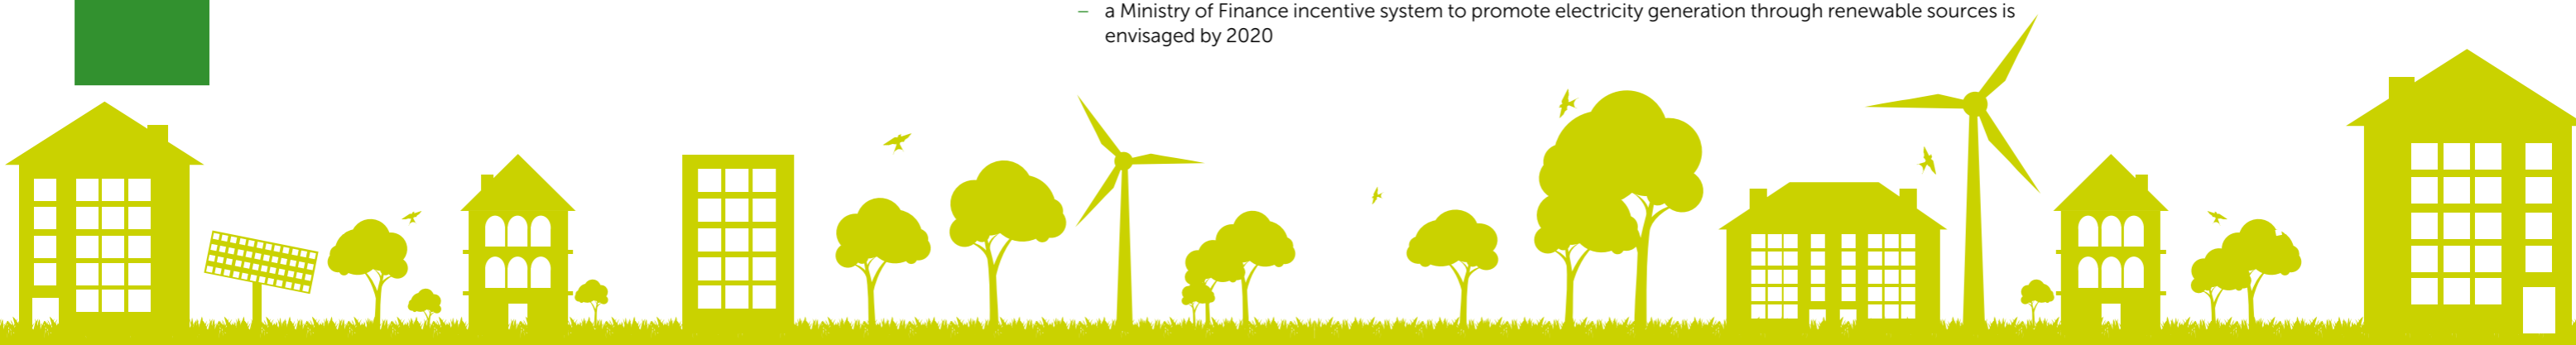 – a Ministry of Finance incentive system to promote electricity generation through renewable sources is
envisaged by 2020